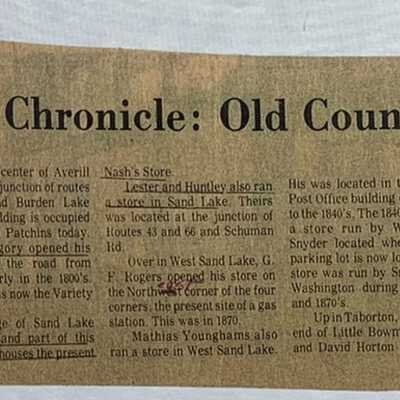 Chronicle: Old Coun
center of Averill
junction of routes
nd Burden Lake
lding is occupied
Patchins today.
gory opened his
the road from
rly in the 1800's.
s now the Variety
ge of Sand Lake
and part of this
houses the present
Nash's Store
Lester and Huntley also ran
a store in Sand Lake. Theirs
was located at the junction of
Routes 43 and 66 and Schuman
Rd.
Over in West Sand Lake, G.
F. Rogers opened his store on
the North corner of the four
corners; the present site of a gas
station. This was in 1870.
Mathias Younghams also
ran a store in West Sand Lake.
His was located in t
Post Office building
to the 1840's. The 1840
a store run by W
Snyder located whe
parking lot is now lo
store was run by St
Washington during
and 1870's.
Up in Taborton,
end of Little Bowm
and David Horton